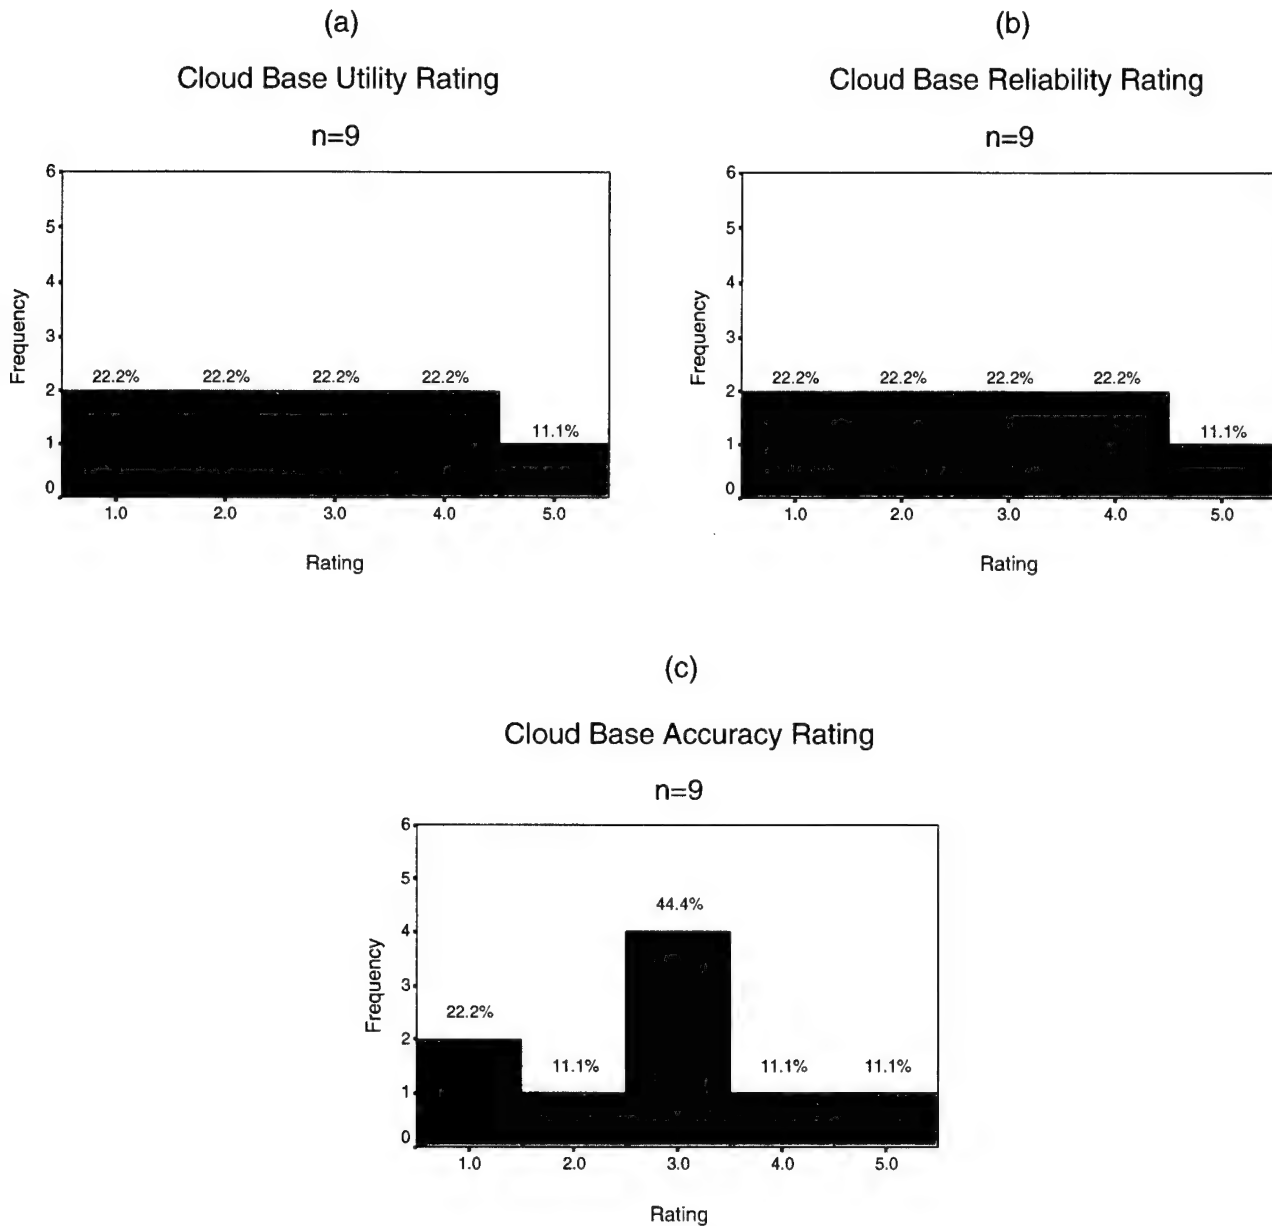 (a)
Cloud Base Utility Rating
n=9
6
5
4
3
2
1
0
Frequency
22.2% 22.2% 22.2% 22.2%
11.1%
1.0 2.0 3.0 4.0 5.0
Rating
(b)
Cloud Base Reliability Rating
n=9
6
5
4
3
2
1
0
Frequency
22.2% 22.2% 22.2% 22.2%
11.1%
1.0 2.0 3.0 4.0 5.0
Rating
(c)
Cloud Base Accuracy Rating
n=9
6
5
4
3
2
1
0
Frequency
44.4%
22.2%
11.1% 11.1% 11.1%
1.0 2.0 3.0 4.0 5.0
Rating